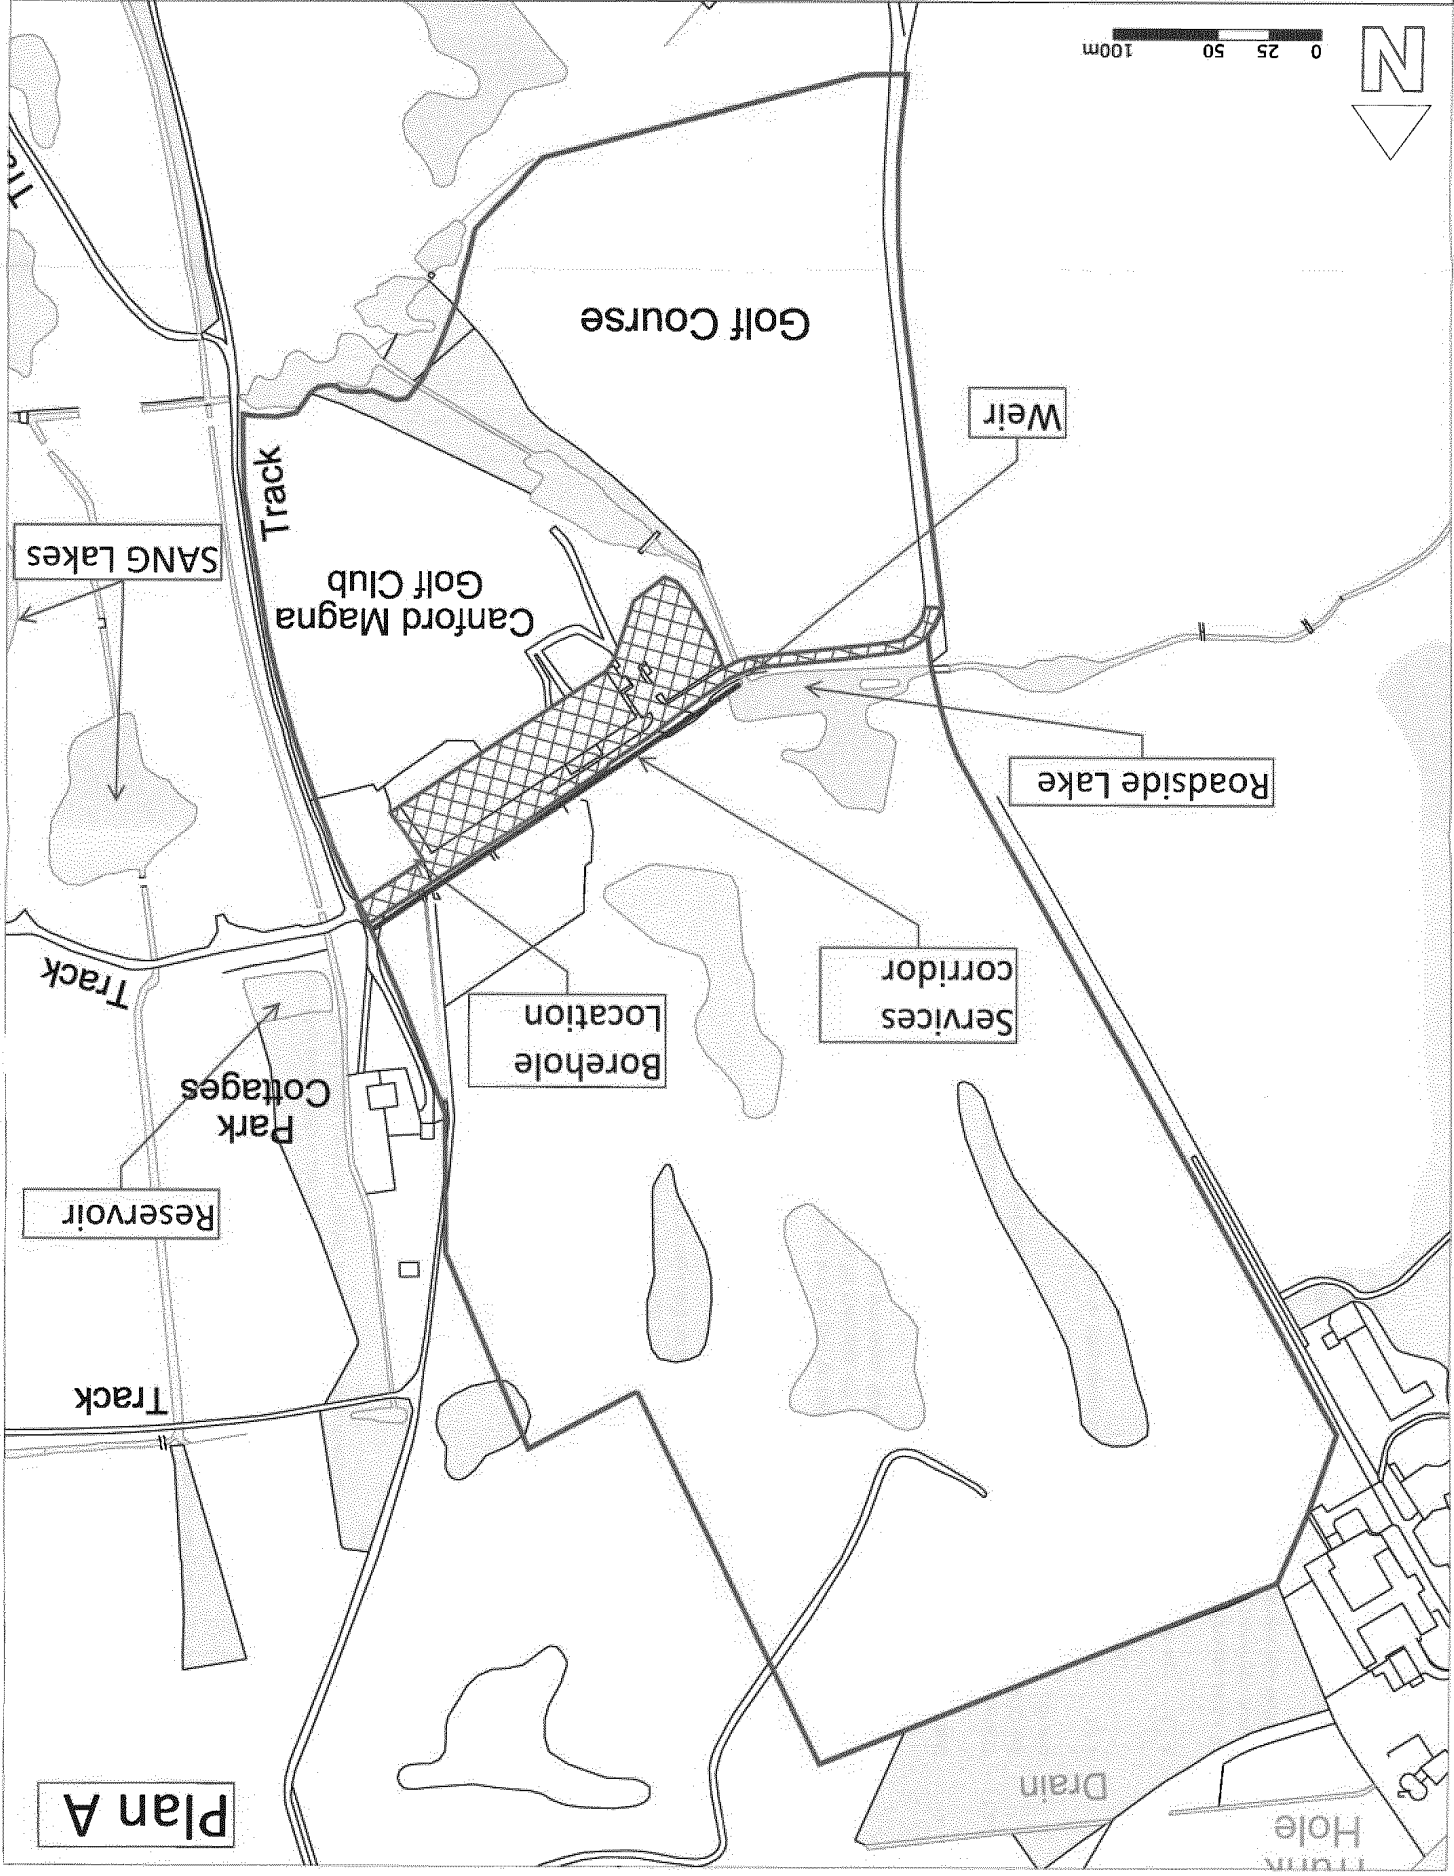 Hole
Plan A
Drain
Track
Reservoir
Park
Cottages
Borehole
Location
Services
corridor
Track
Roadside Lake
Canford Magna
Golf Club
SANG Lakes
Track
Weir
Golf Course
N
0 25 50 100m